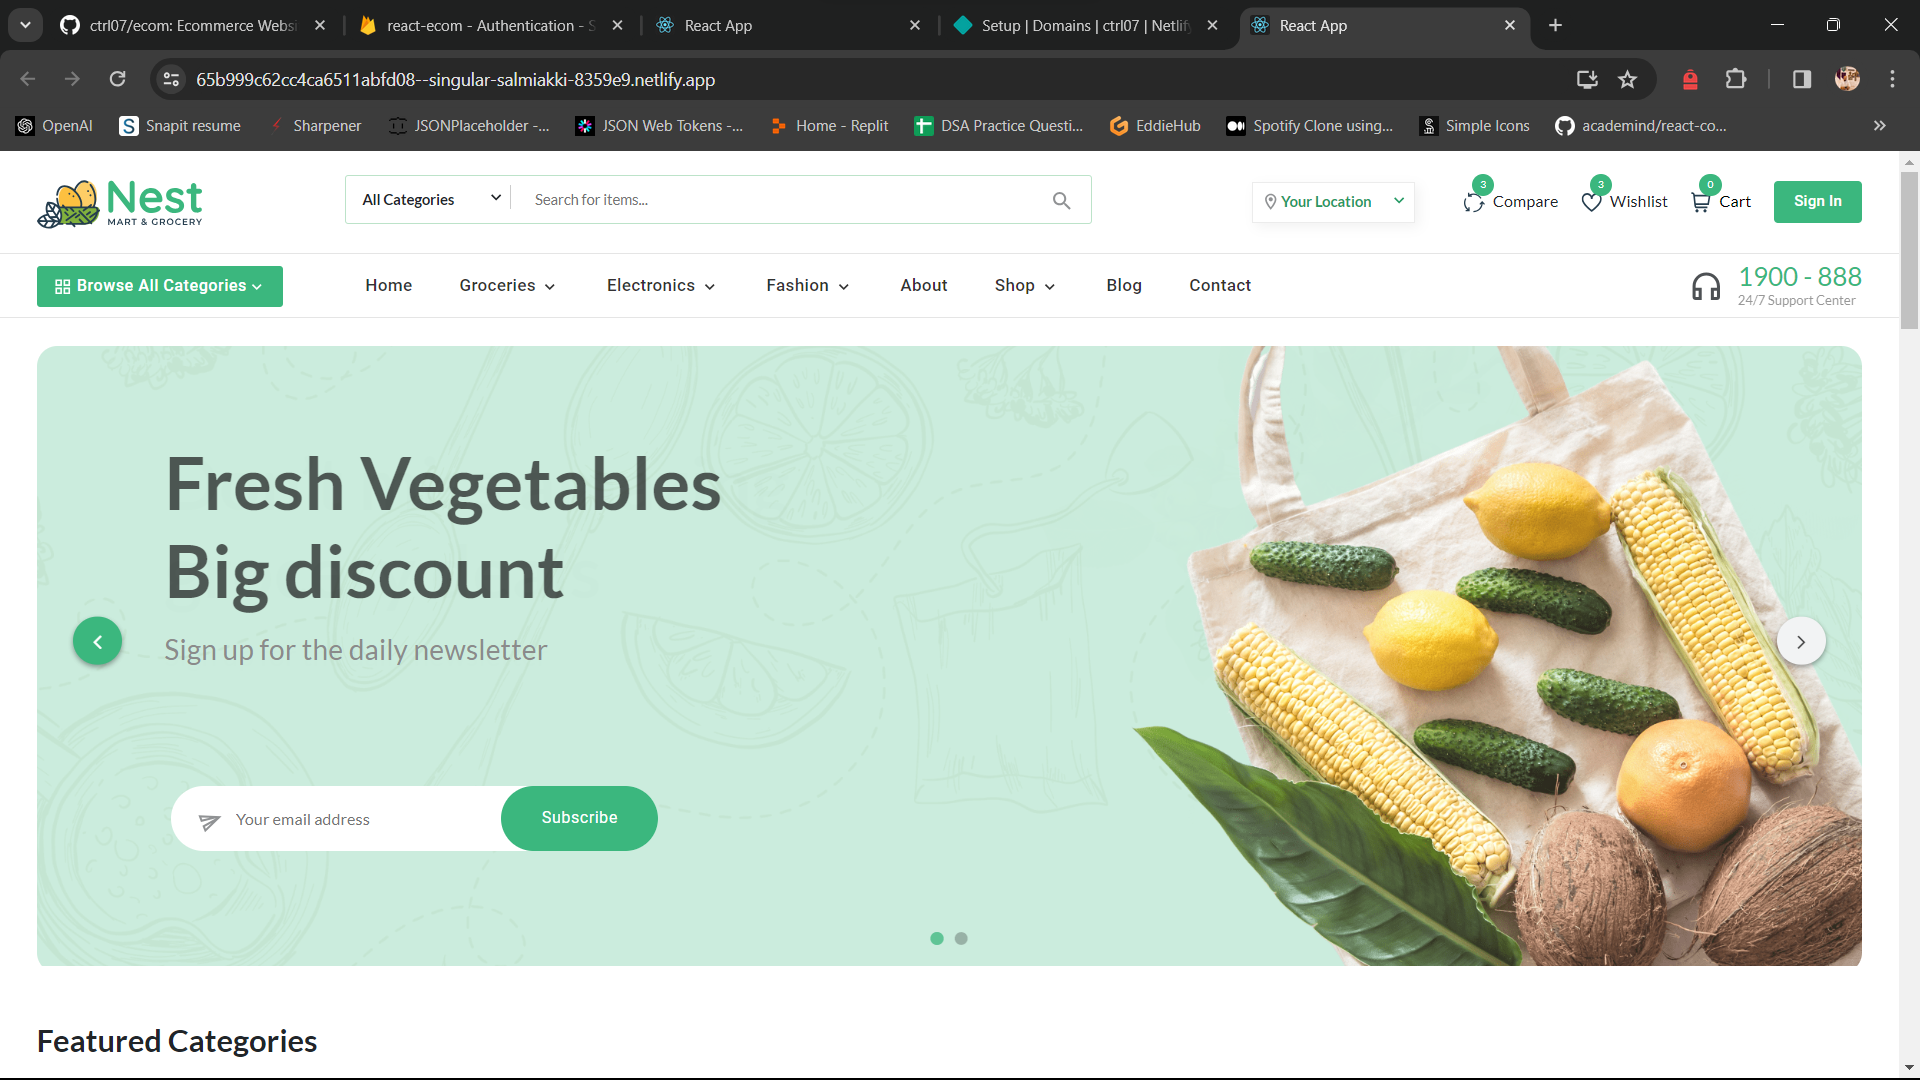 ctrl07/ecom: Ecommerce Websi
react-ecom - Authentication - S
React App
Setup | Domains | ctrl07 | Netlify
React App
65b999c62cc4ca6511abfd08--singular-salmiakki-8359e9.netlify.app
OpenAI
Snapit resume
Sharpener
JSONPlaceholder -...
JSON Web Tokens -...
Home - Replit
DSA Practice Questi...
EddieHub
Spotify Clone using...
Simple Icons
academind/react-co...
Nest
MART & GROCERY
All Categories
Search for items...
Your Location
3
Compare
3
Wishlist
0
Cart
Sign In
Browse All Categories
Home
Groceries
Electronics
Fashion
About
Shop
Blog
Contact
1900 - 888
24/7 Support Center
Fresh Vegetables
Big discount
Sign up for the daily newsletter
Your email address
Subscribe
Featured Categories